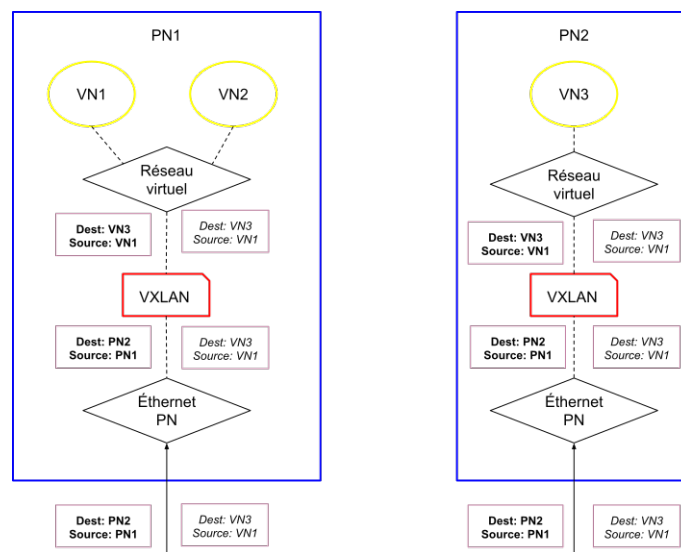 PN1
VN1
VN2
Réseau
virtuel
Dest: VN3
Source: VN1
Dest: VN3
Source: VN1
VXLAN
Dest: PN2
Source: PN1
Dest: VN3
Source: VN1
Éthernet
PN
Dest: PN2
Source: PN1
Dest: VN3
Source: VN1
PN2
VN3
Réseau
virtuel
Dest: VN3
Source: VN1
Dest: VN3
Source: VN1
VXLAN
Dest: PN2
Source: PN1
Dest: VN3
Source: VN1
Éthernet
PN
Dest: PN2
Source: PN1
Dest: VN3
Source: VN1